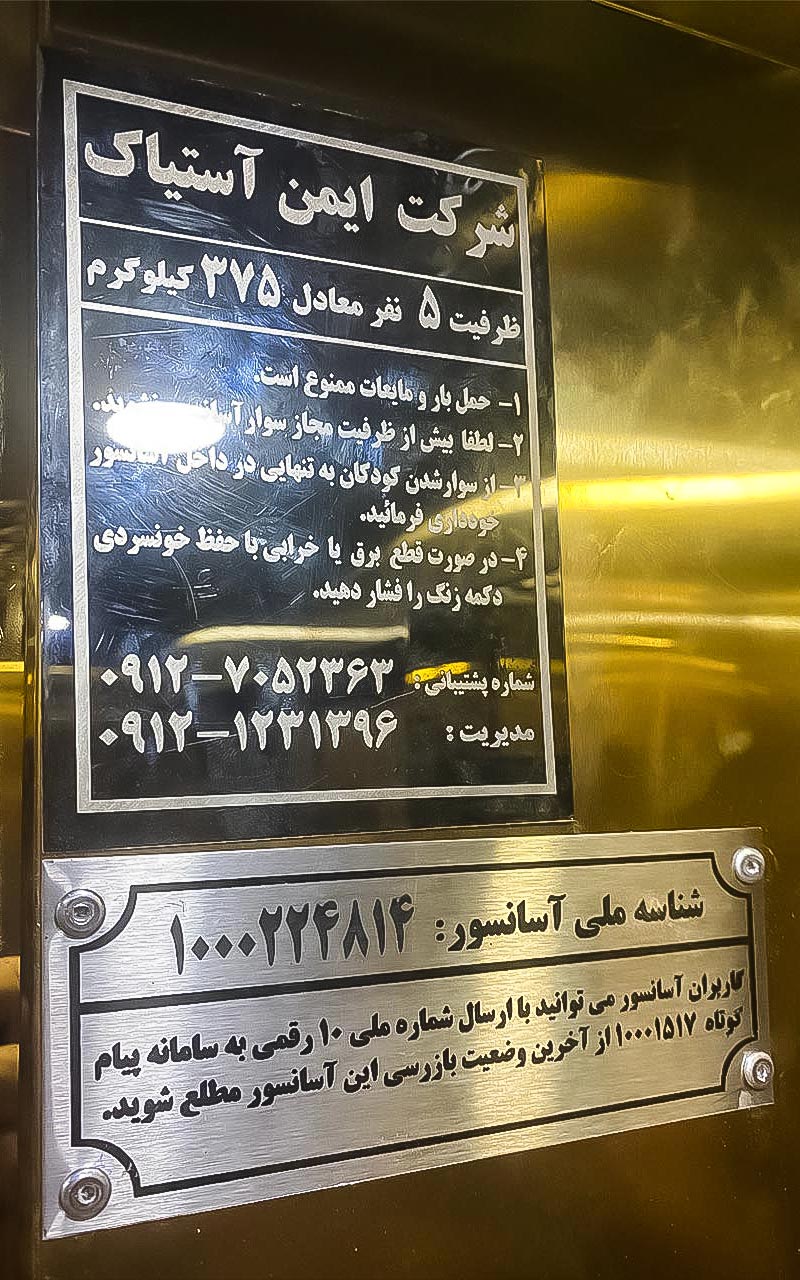 شرکت ایمن آستیاک
ظرفیت ۵ نفر معادل ۳۷۵ کیلوگرم
۱- حمل بار و مایعات ممنوع است.
۲- لطفا بیش از ظرفیت مجاز سوار آسانسور نشوید.
۳- از سوارشدن کودکان به تنهایی در داخل آسانسور
خودداری فرمائید.
۴- در صورت قطع برق یا خرابی با حفظ خونسردی
دکمه زنگ را فشار دهید.
شماره پشتیبانی: ۰۹۱۲-۷۰۵۲۳۶۳
مدیریت: ۰۹۱۲-۱۲۳۱۳۹۶
شناسه ملی آسانسور: ۱۰۰۰۲۲۴۸۱۴
کاربران آسانسور می توانید با ارسال شماره ملی ۱۰ رقمی به سامانه پیام
کوتاه ۱۰۰۰۱۵۱۷ از آخرین وضعیت بازرسی این آسانسور مطلع شوید.